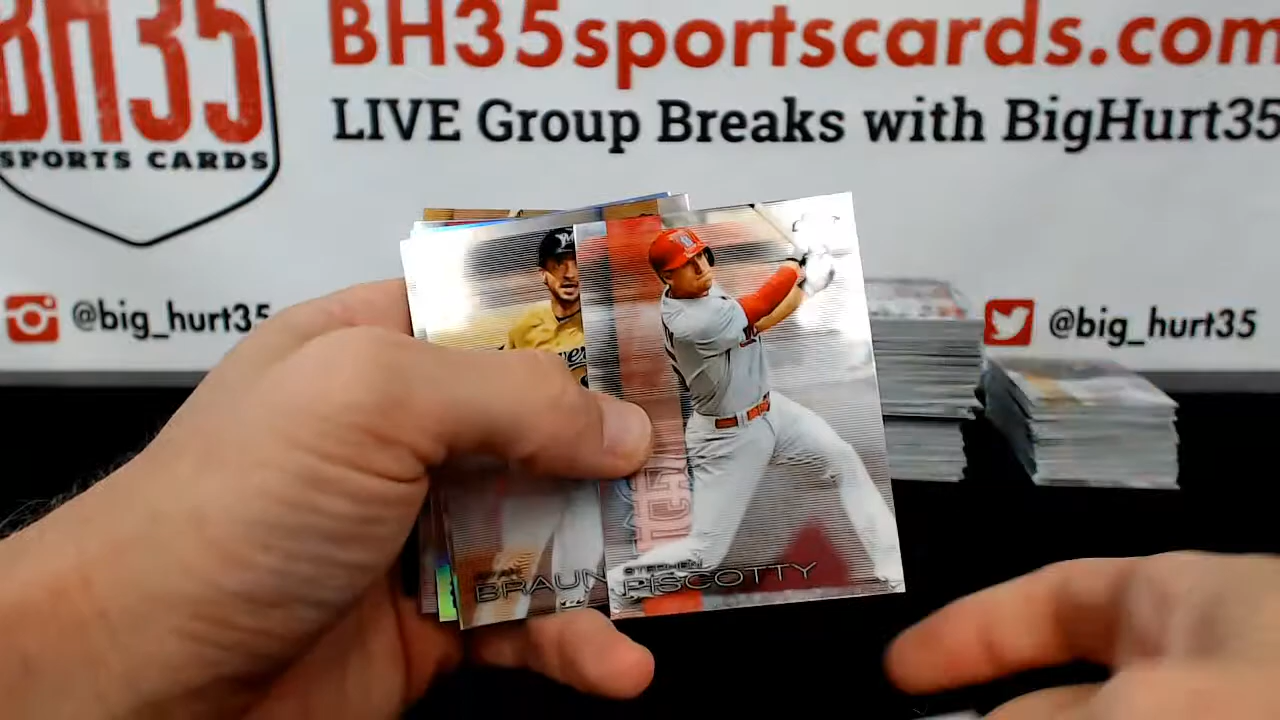 BH35
SPORTS CARDS
BH35sportscards.com
LIVE Group Breaks with BigHurt35
@big_hurt35
@big_hurt35
BRAUN
STEPHEN
PISCOTTY